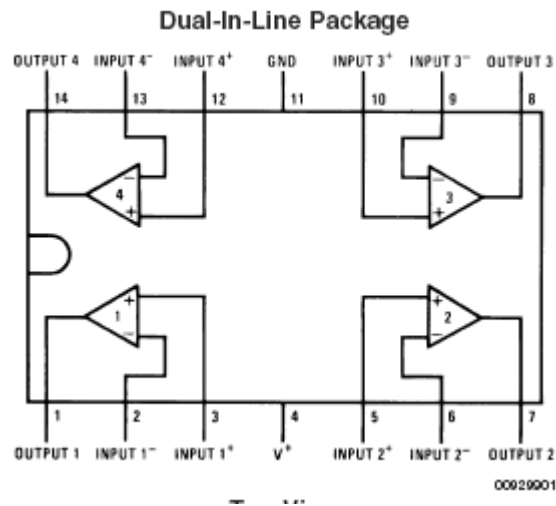 Dual-In-Line Package
OUTPUT 4 INPUT 4⁻ INPUT 4⁺ GND INPUT 3⁺ INPUT 3⁻ OUTPUT 3
14 13 12 11 10 9 8
4 − + − + 3
1 + − + − 2
1 2 3 4 5 6 7
OUTPUT 1 INPUT 1⁻ INPUT 1⁺ V⁺ INPUT 2⁺ INPUT 2⁻ OUTPUT 2
00929901